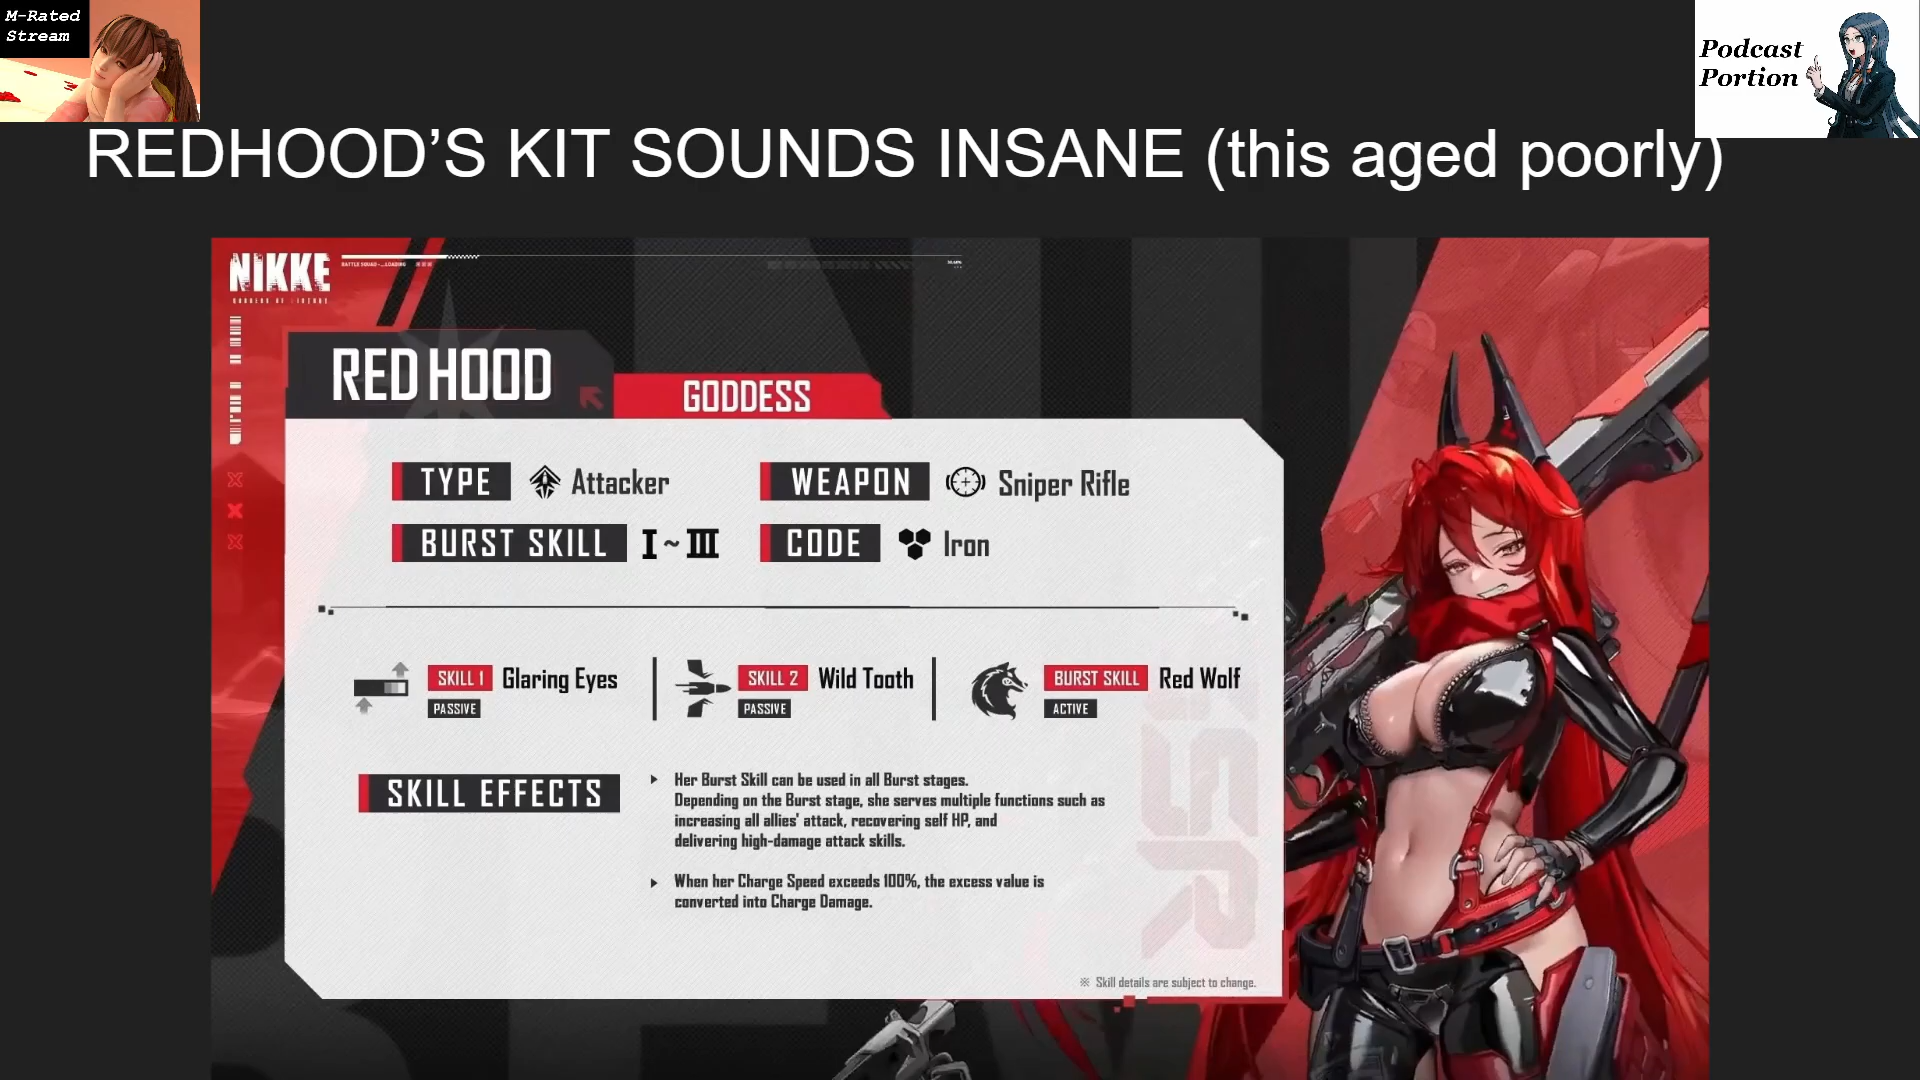 M-Rated
Stream
Podcast
Portion
REDHOOD’S KIT SOUNDS INSANE (this aged poorly)
NIKKE
RED HOOD
GODDESS
TYPE Attacker
WEAPON Sniper Rifle
BURST SKILL I ~ III
CODE Iron
SKILL 1 Glaring Eyes
PASSIVE
SKILL 2 Wild Tooth
PASSIVE
BURST SKILL Red Wolf
ACTIVE
SSR
SKILL EFFECTS
Her Burst Skill can be used in all Burst stages.
Depending on the Burst stage, she serves multiple functions such as
increasing all allies' attack, recovering self HP, and
delivering high-damage attack skills.
When her Charge Speed exceeds 100%, the excess value is
converted into Charge Damage.
※ Skill details are subject to change.